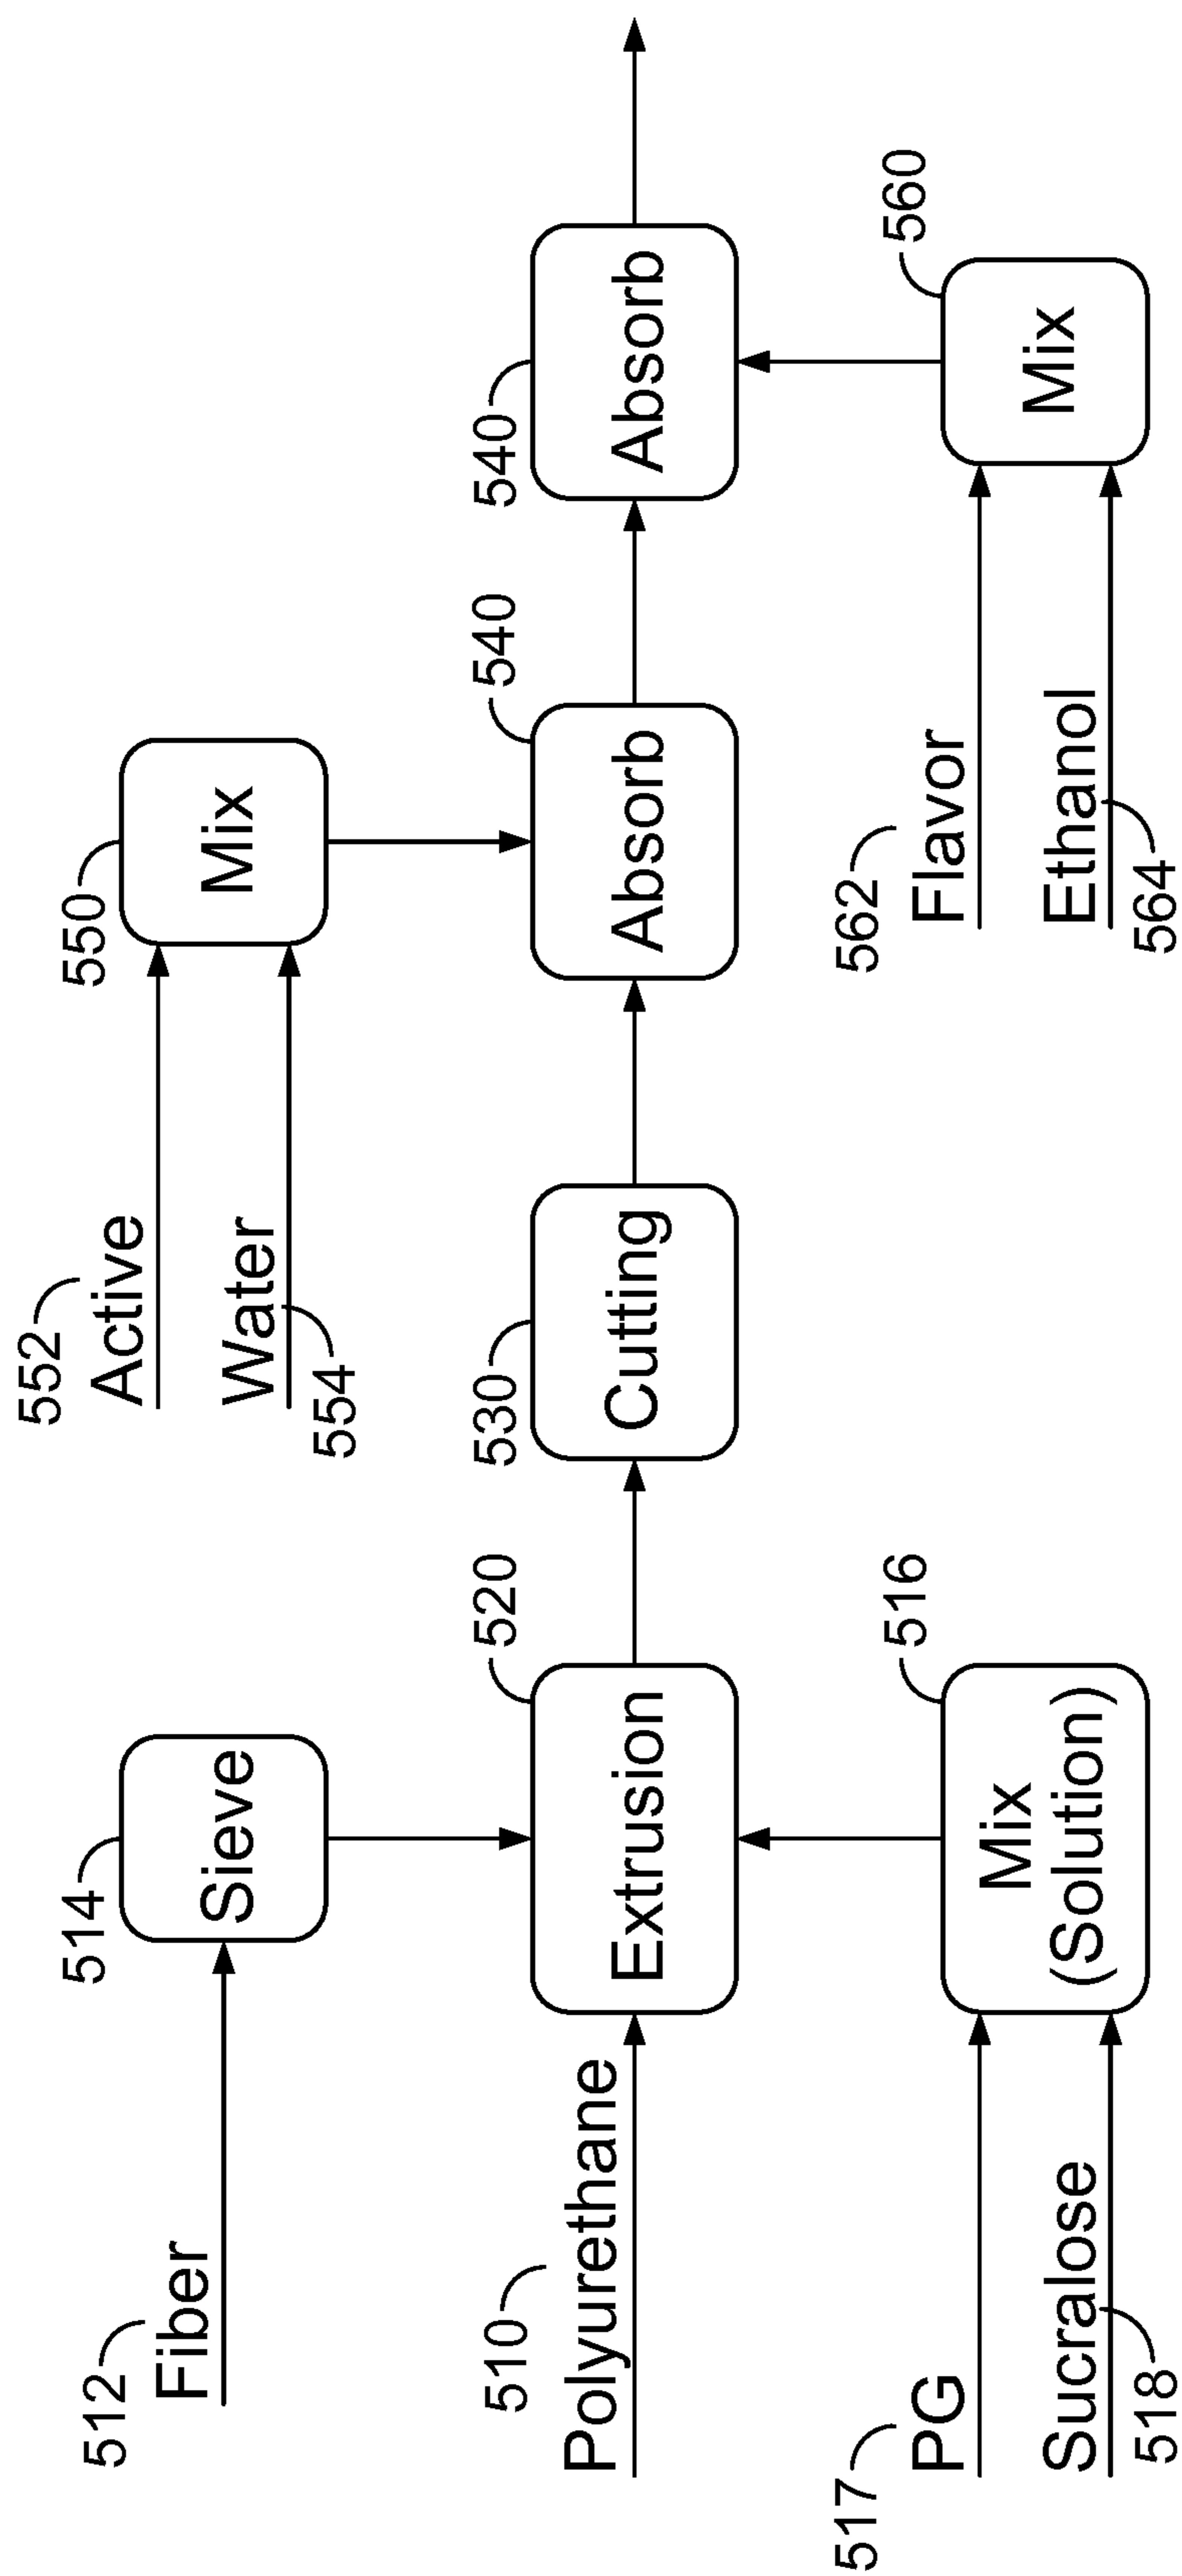 552
Active
Water
554
550
Mix
512
Fiber
514
Sieve
510
Polyurethane
520
Extrusion
530
Cutting
540
Absorb
540
Absorb
517
PG
Sucralose
518
516
Mix
(Solution)
562
Flavor
Ethanol
564
560
Mix